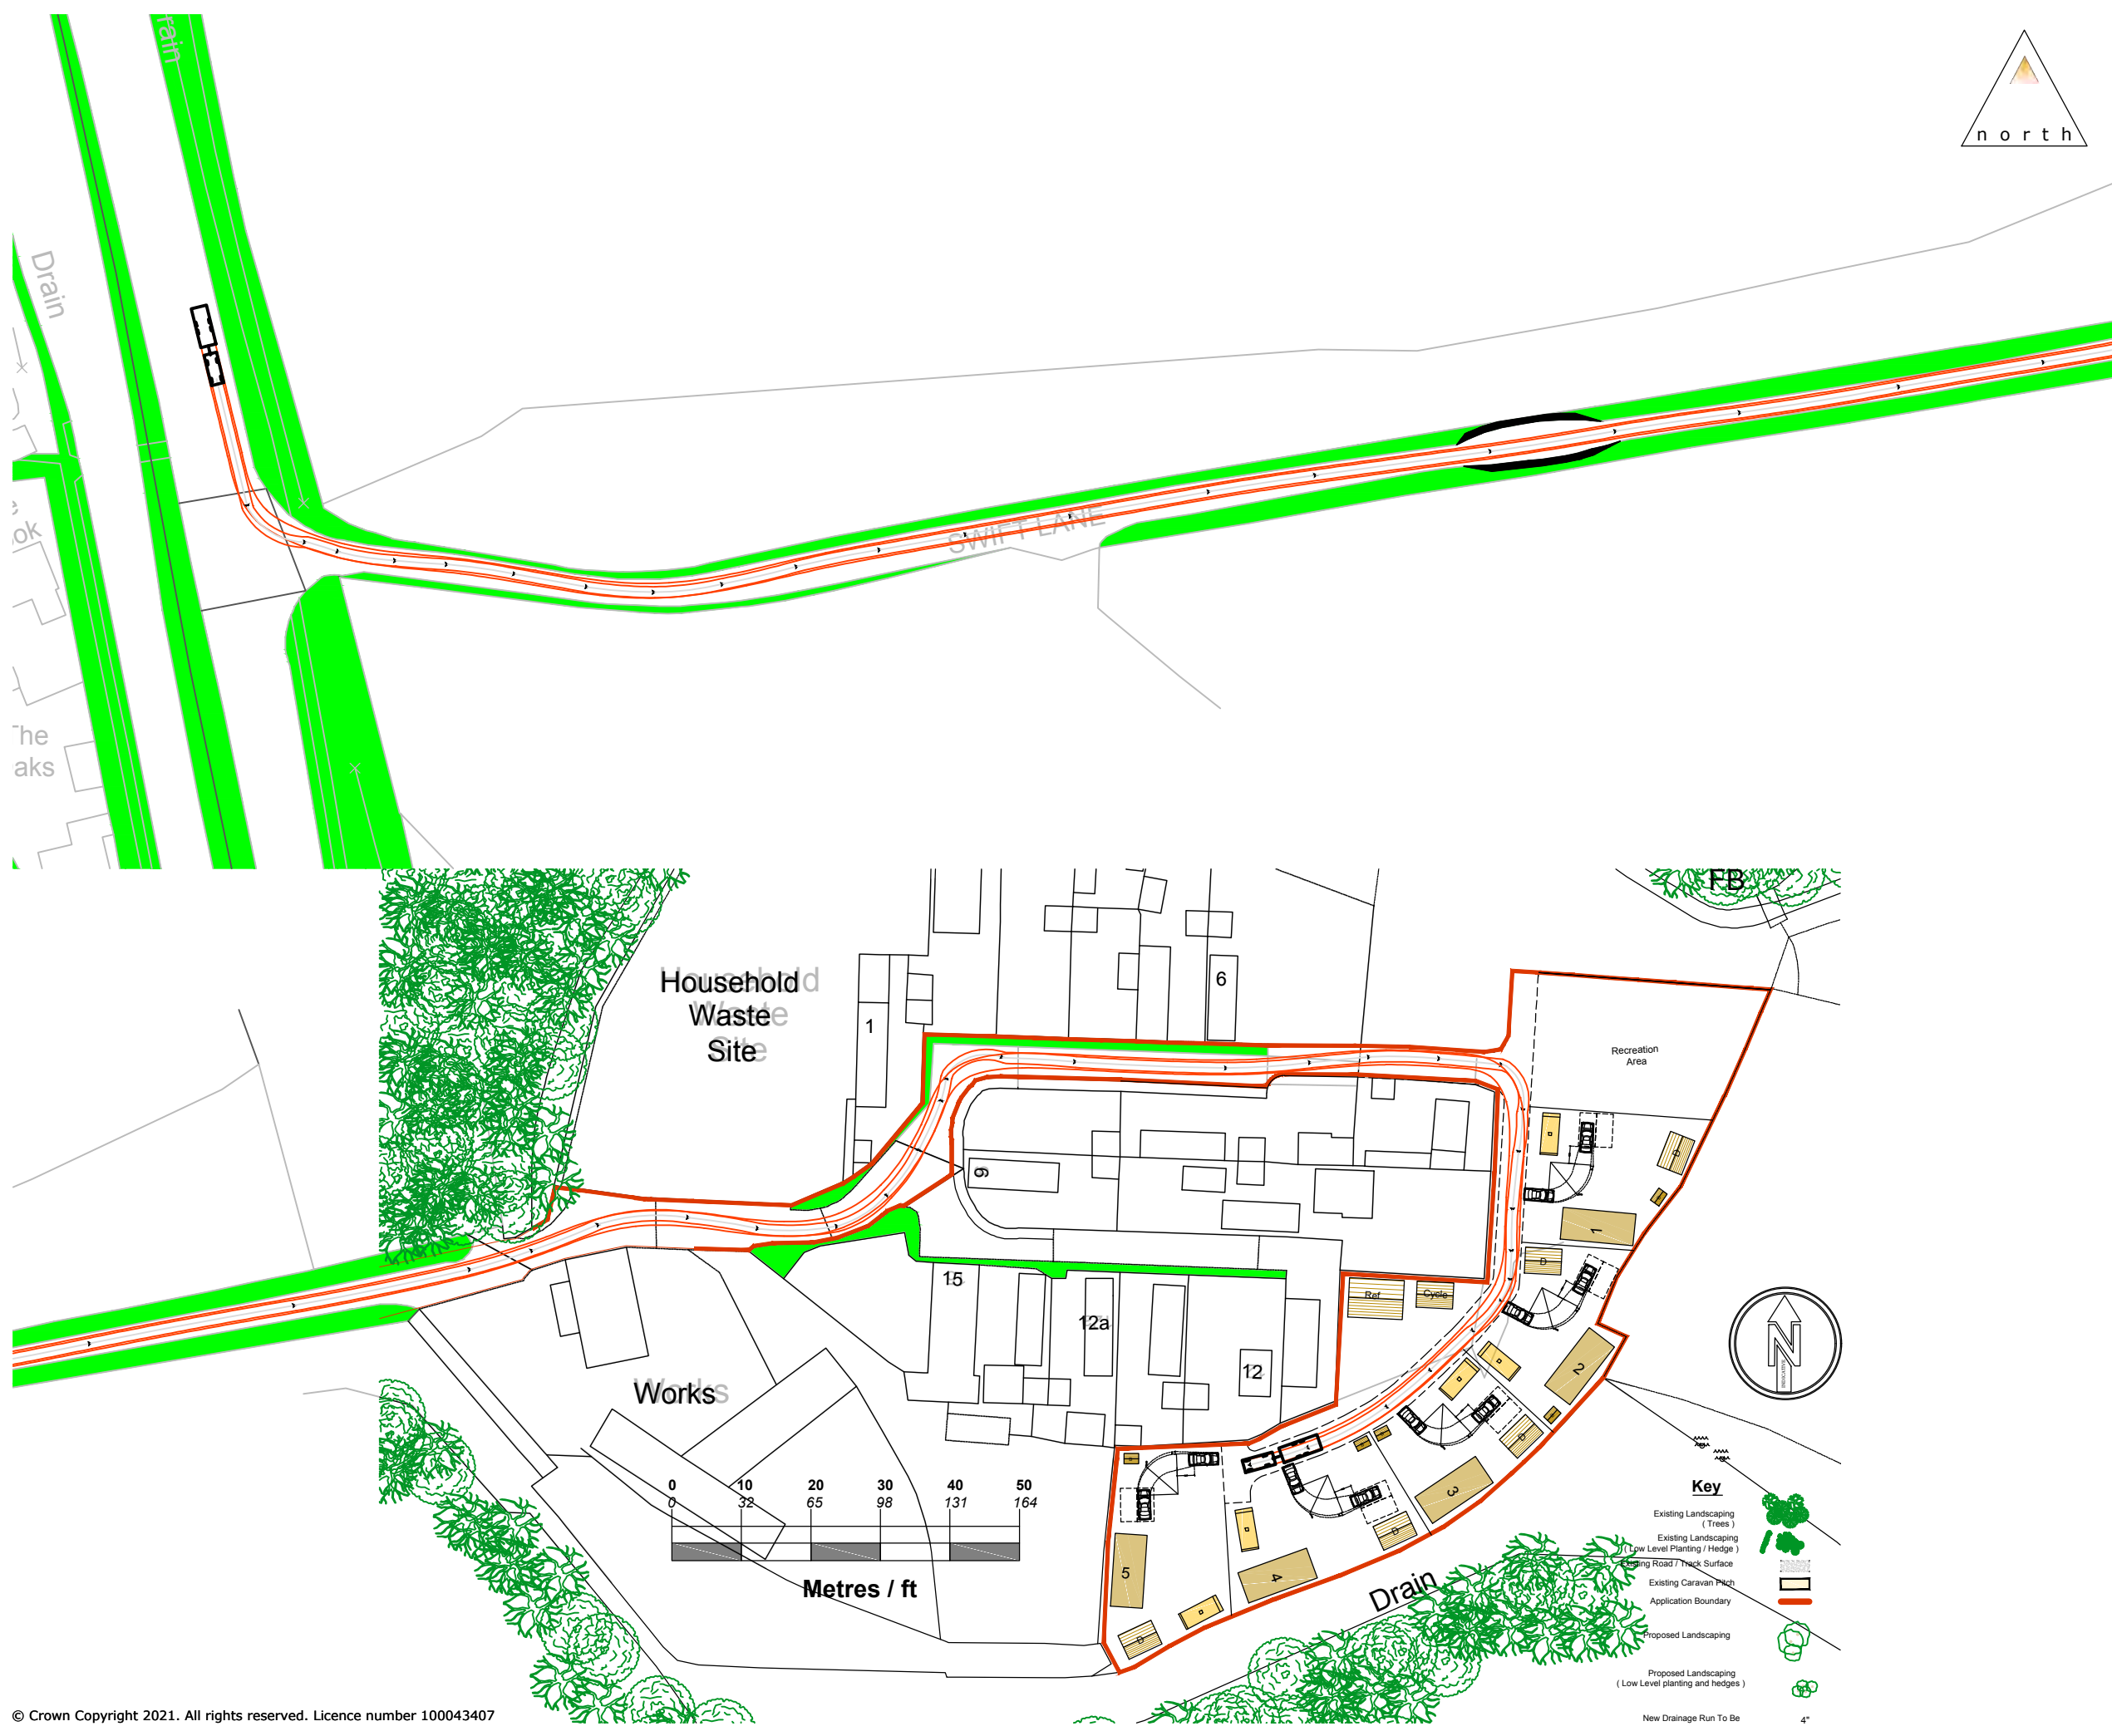 rain
north
Drain
ok
SWIFT LANE
The
aks
FB
Household
Waste
Site
1
6
Recreation
Area
9
D
1
D
15
12a
12
Ref
Cycle
2
Works
D
3
D
0 10 20 30 40 50
0 32 65 98 131 164
Metres / ft
5
4
D
Drain
N
INDICATIVE
Key
Existing Landscaping
( Trees )
Existing Landscaping
( Low Level Planting / Hedge )
Existing Road / Track Surface
Existing Caravan Pitch
Application Boundary
Proposed Landscaping
Proposed Landscaping
( Low Level planting and hedges )
New Drainage Run To Be 4"
© Crown Copyright 2021. All rights reserved. Licence number 100043407